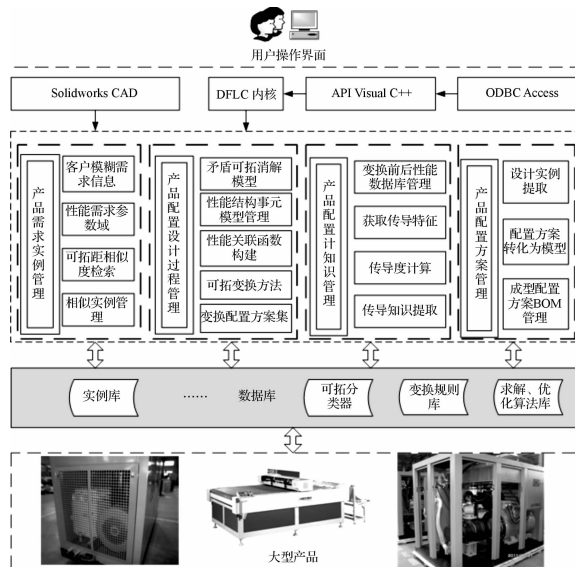 用户操作界面
Solidworks CAD
DFLC 内核
API Visual C++
ODBC Access
产品需求实例管理
客户模糊需
求信息
性能需求参
数域
可拓距相似
度检索
相似实例管
理
产品配置设计过程管理
矛盾可拓消解
模型
性能结构事元
模型管理
性能关联函数
构建
可拓变换方法
变换配置方案集
产品配置计知识管理
变换前后性能
数据库管理
获取传导特征
传导度计算
传导知识提取
产品配置方案管理
设计实例
提取
配置方案
转化为模型
成型配置
方案BOM
管理
实例库
……
数据库
可拓分
类器
变换规则
库
求解、优
化算法库
大型产品